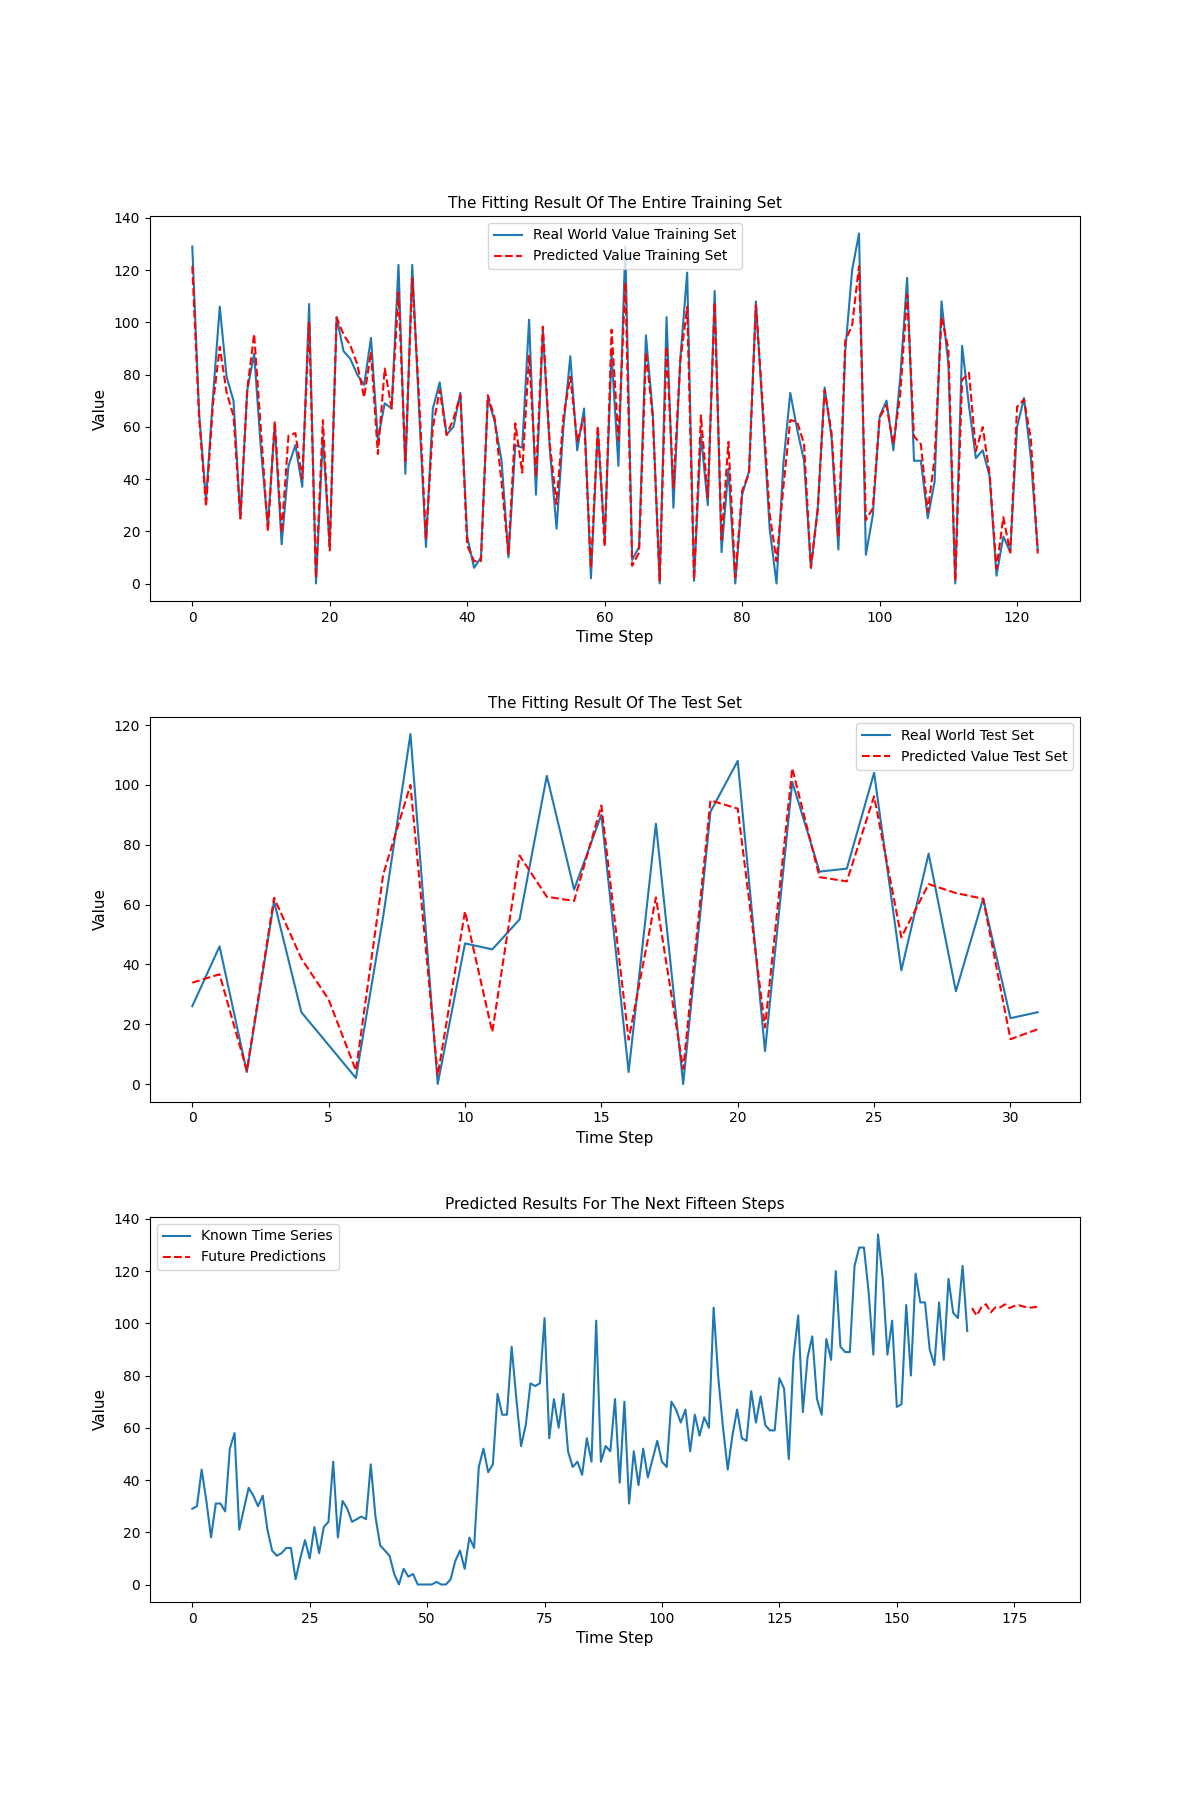 The Fitting Result Of The Entire Training Set
Real World Value Training Set
Predicted Value Training Set
Value
140
120
100
80
60
40
20
0
0 20 40 60 80 100 120
Time Step
The Fitting Result Of The Test Set
Real World Test Set
Predicted Value Test Set
Value
120
100
80
60
40
20
0
0 5 10 15 20 25 30
Time Step
Predicted Results For The Next Fifteen Steps
Known Time Series
Future Predictions
Value
140
120
100
80
60
40
20
0
0 25 50 75 100 125 150 175
Time Step